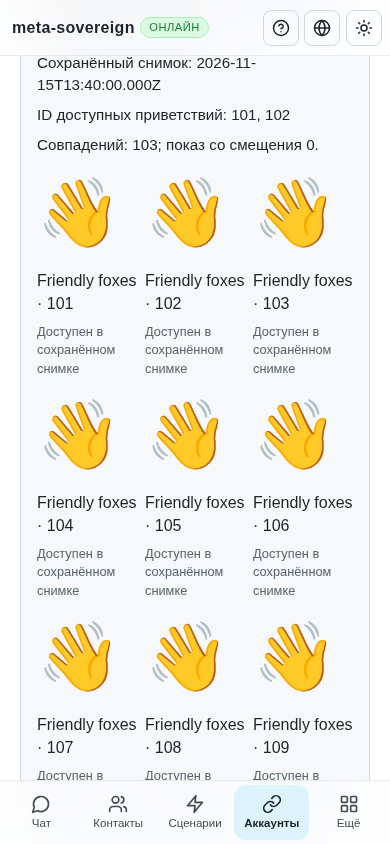 meta-sovereign ОНЛАЙН
Сохранённый снимок: 2026-11-
15T13:40:00.000Z
ID доступных приветствий: 101, 102
Совпадений: 103; показ со смещения 0.
Friendly foxes Friendly foxes Friendly foxes
· 101 · 102 · 103
Доступен в Доступен в Доступен в
сохранённом сохранённом сохранённом
снимке снимке снимке
Friendly foxes Friendly foxes Friendly foxes
· 104 · 105 · 106
Доступен в Доступен в Доступен в
сохранённом сохранённом сохранённом
снимке снимке снимке
Friendly foxes Friendly foxes Friendly foxes
· 107 · 108 · 109
Доступен в Доступен в Доступен в
Чат Контакты Сценарии Аккаунты Ещё